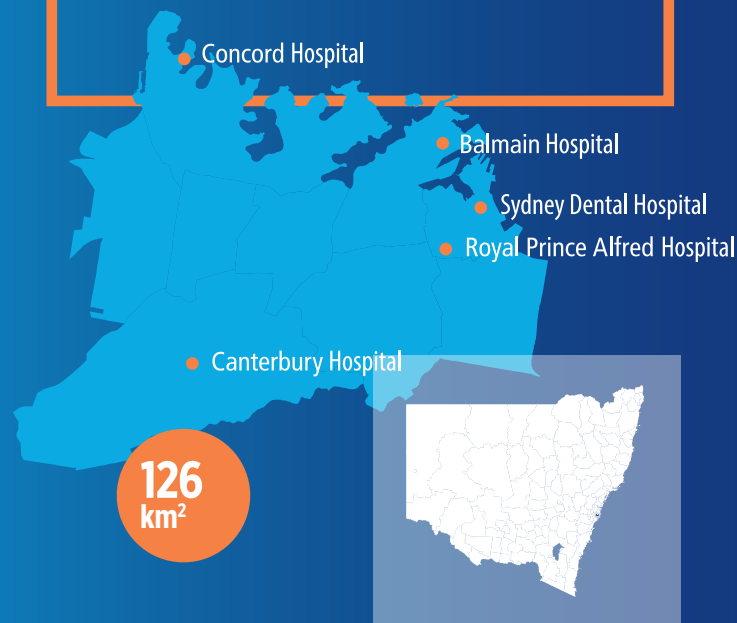 Concord Hospital
Balmain Hospital
Sydney Dental Hospital
Royal Prince Alfred Hospital
Canterbury Hospital
126
km²